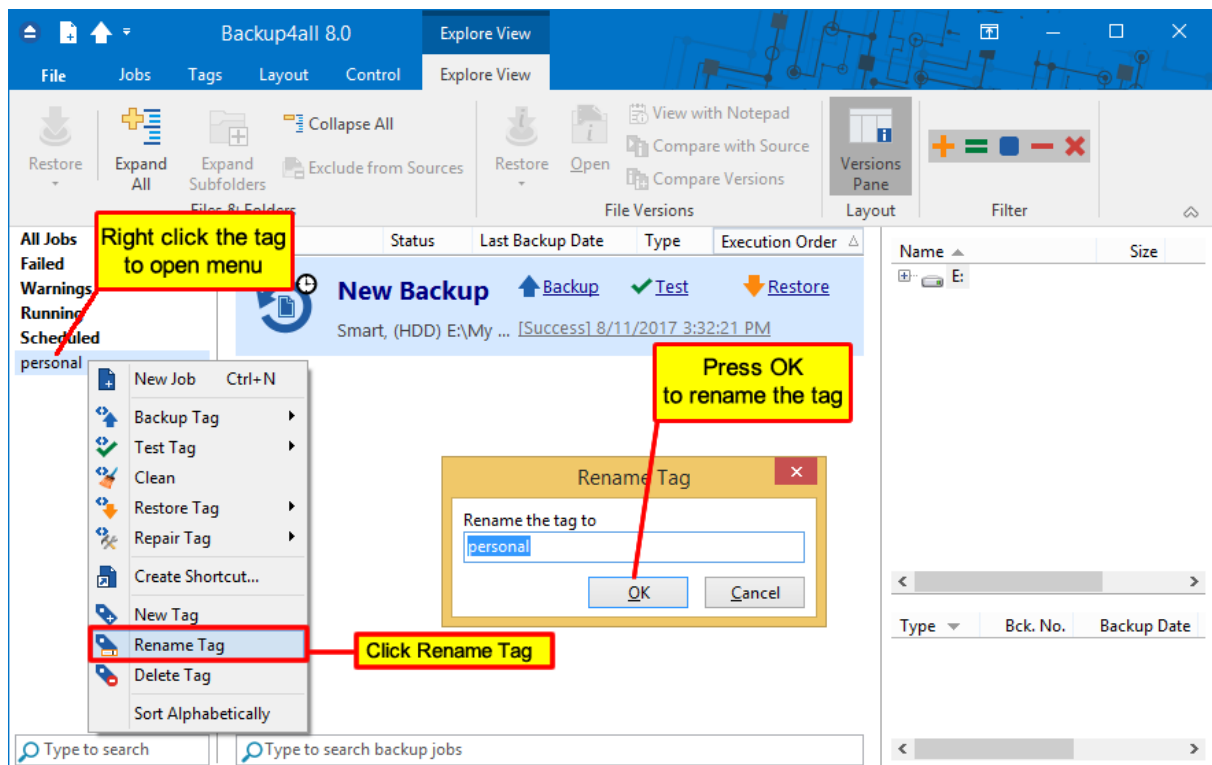 Backup4all 8.0
Explore View
File Jobs Tags Layout Control Explore View
Restore
Expand All
Expand Subfolders
Collapse All
Exclude from Sources
Files & Folders
Restore
Open
View with Notepad
Compare with Source
Compare Versions
File Versions
Versions Pane
Layout
Filter
All Jobs
Failed
Warnings
Running
Scheduled
personal
Right click the tag
to open menu
Status Last Backup Date Type Execution Order
New Backup
Backup Test Restore
Smart, (HDD) E:\My ... [Success] 8/11/2017 3:32:21 PM
Press OK
to rename the tag
New Job Ctrl+N
Backup Tag
Test Tag
Clean
Restore Tag
Repair Tag
Create Shortcut...
New Tag
Rename Tag
Delete Tag
Sort Alphabetically
Click Rename Tag
Rename Tag
Rename the tag to
personal
OK Cancel
Name Size
E:
Type Bck. No. Backup Date
Type to search
Type to search backup jobs